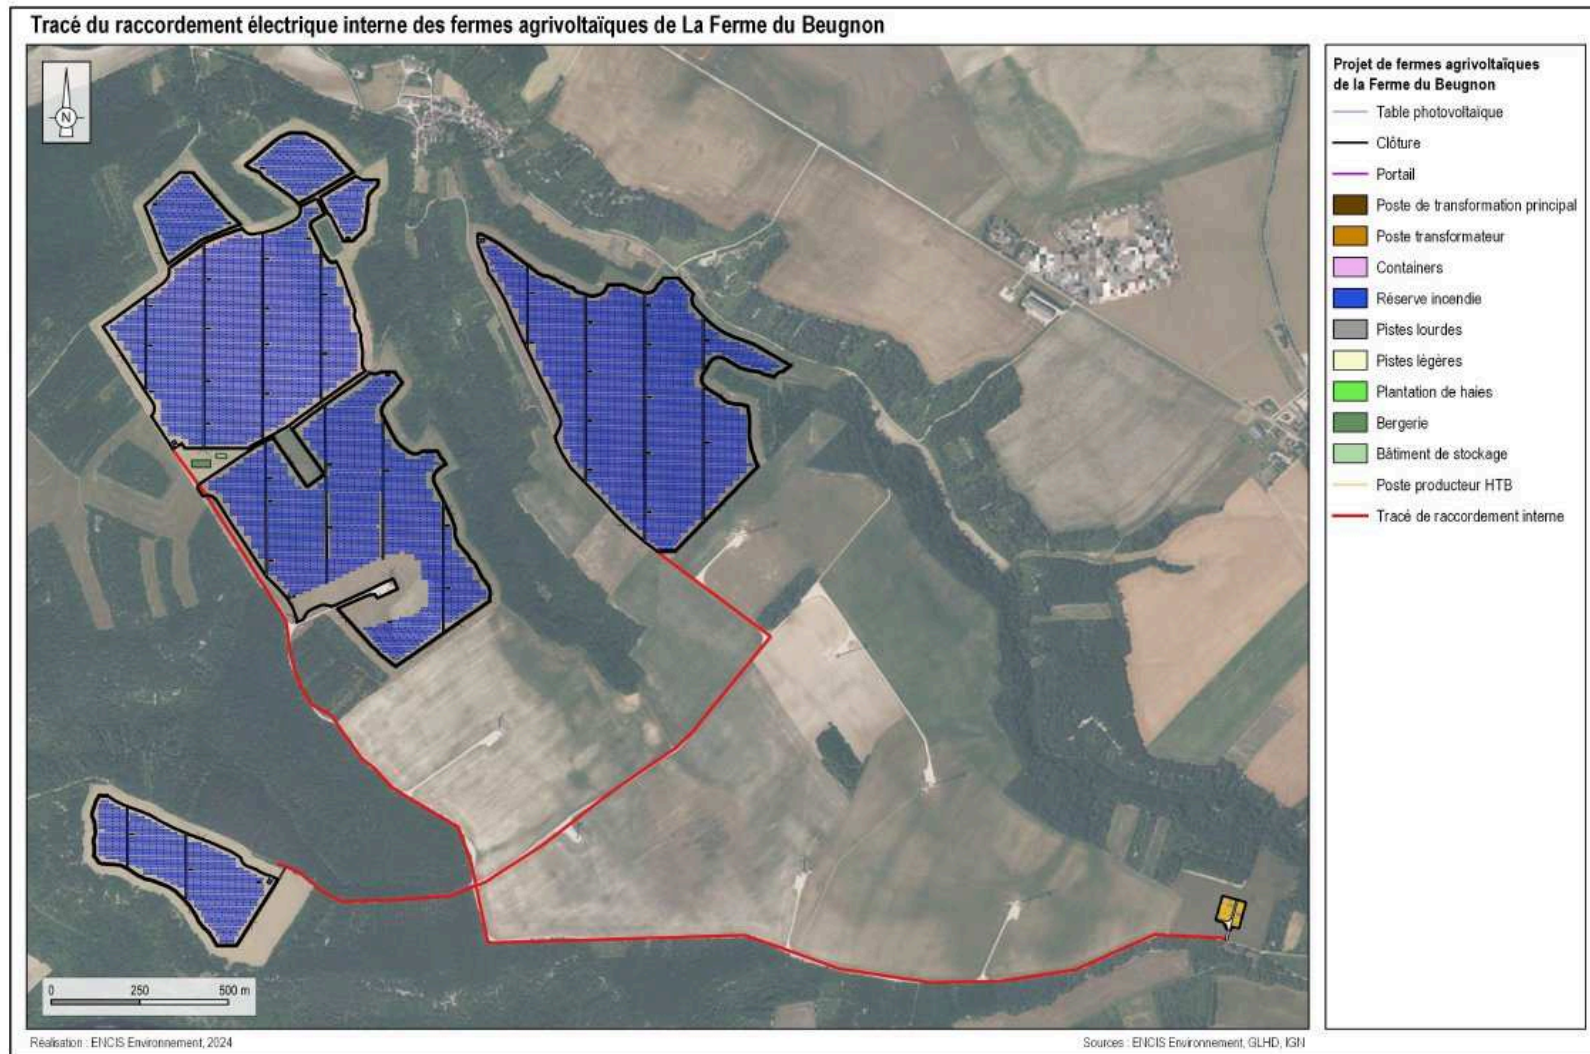 Tracé du raccordement électrique interne des fermes agrivoltaïques de La Ferme du Beugnon
N
Projet de fermes agrivoltaïques
de la Ferme du Beugnon
Table photovoltaïque
Clôture
Portail
Poste de transformation principal
Poste transformateur
Containers
Réserve incendie
Pistes lourdes
Pistes légères
Plantation de haies
Bergerie
Bâtiment de stockage
Poste producteur HTB
Tracé de raccordement interne
0 250 500 m
Réalisation : ENCIS Environnement, 2024
Sources : ENCIS Environnement, GLHD, IGN